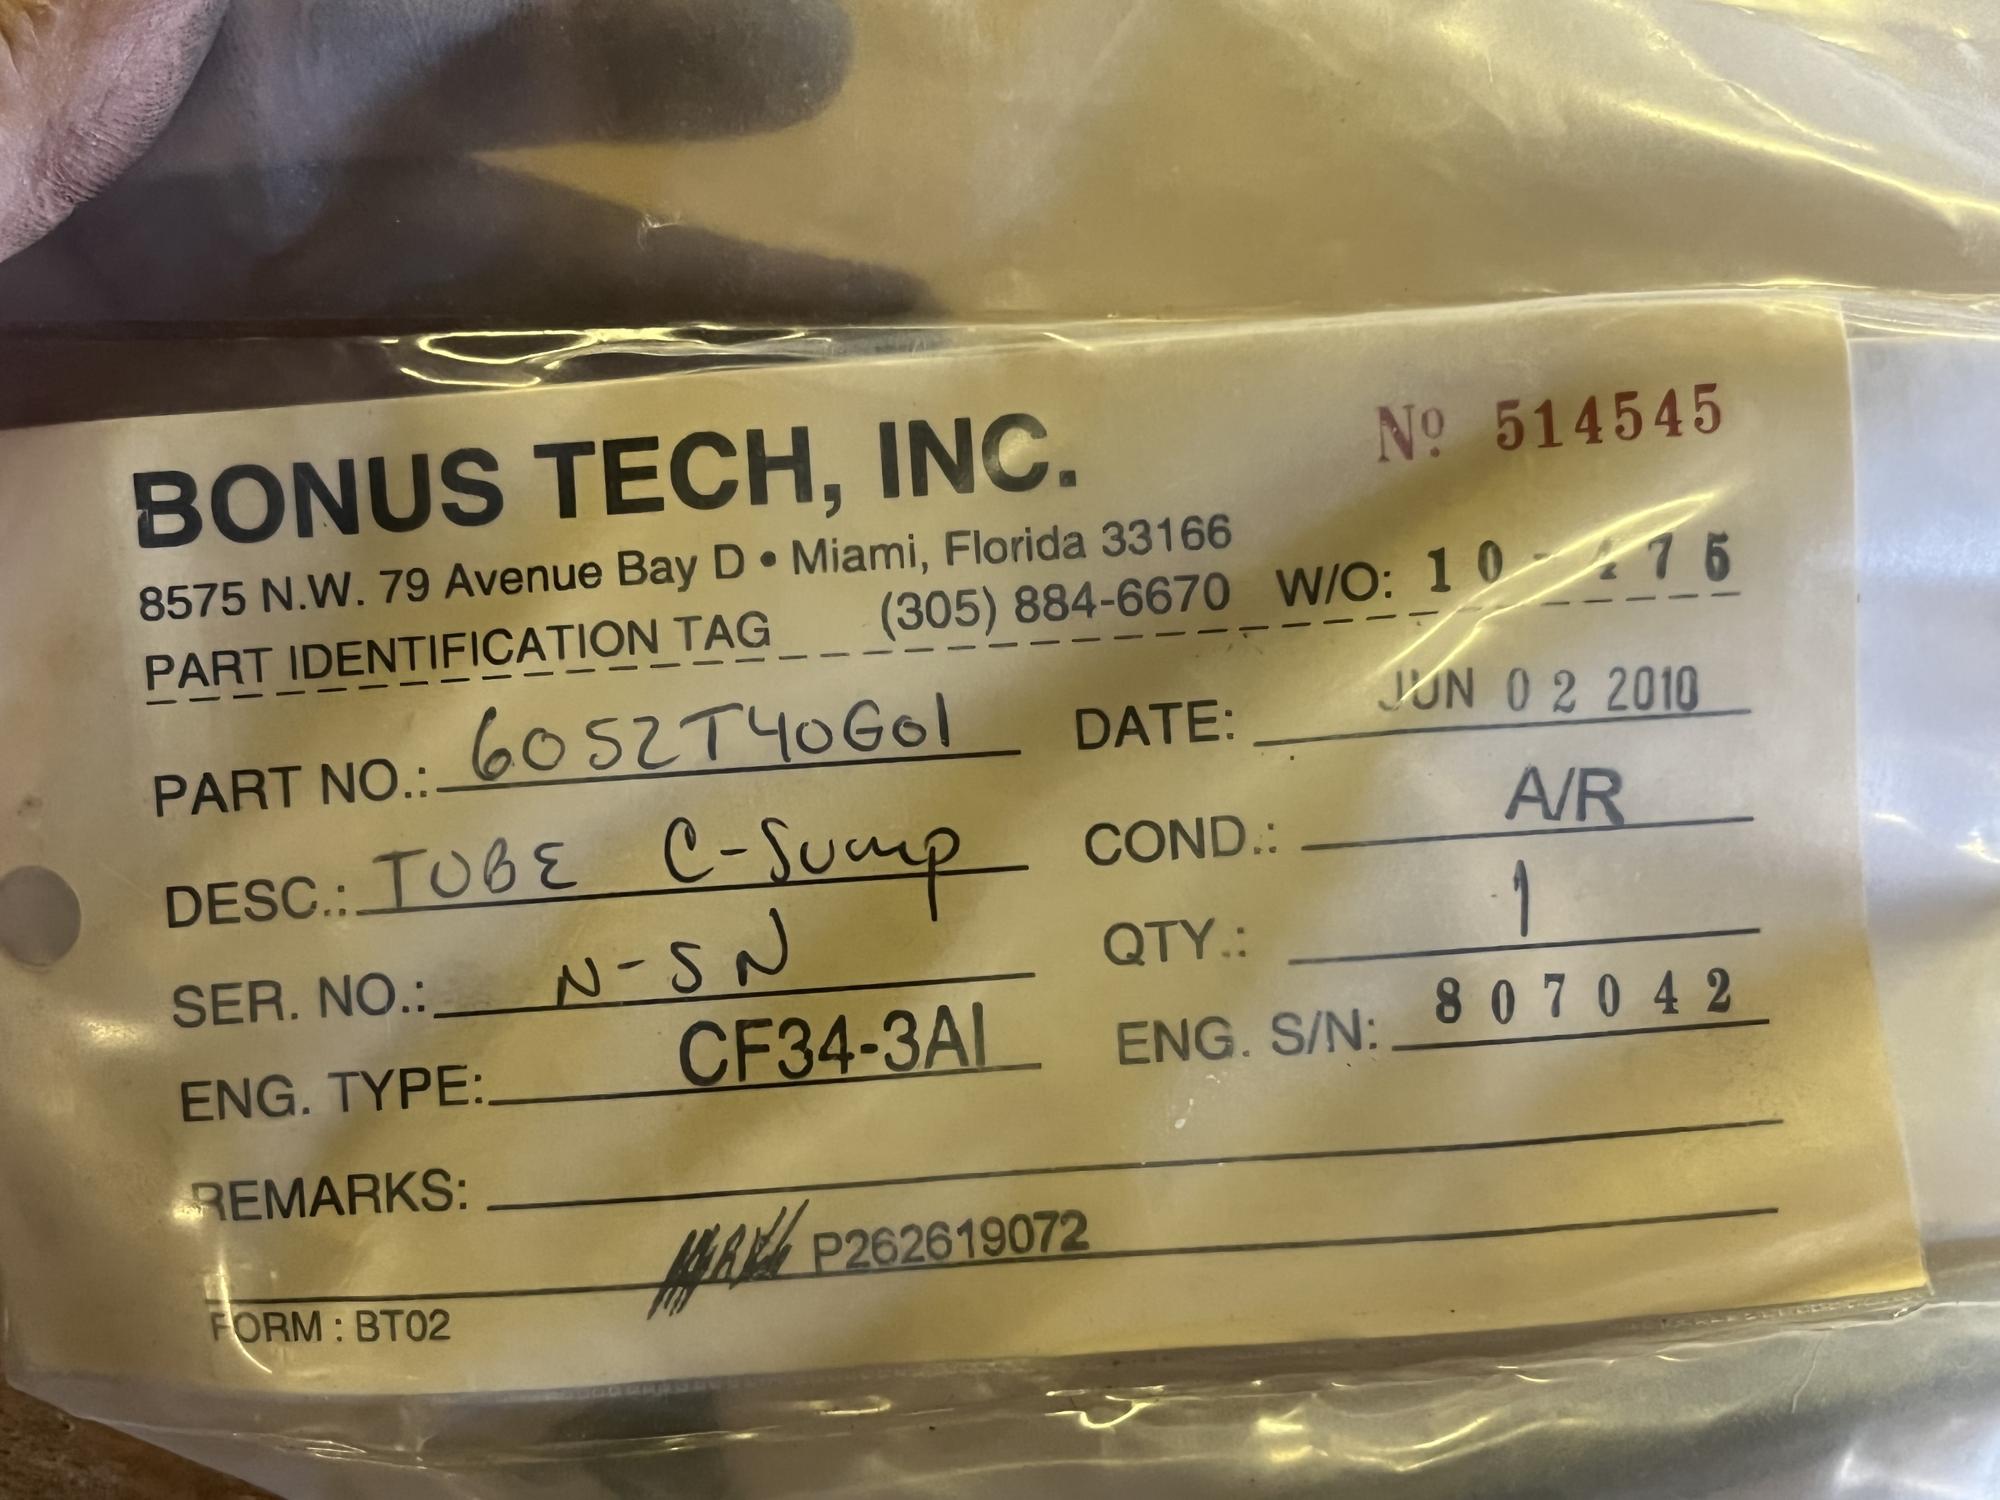 BONUS TECH, INC. Nº 514545
8575 N.W. 79 Avenue Bay D • Miami, Florida 33166
PART IDENTIFICATION TAG (305) 884-6670 W/O: 10-476
PART NO.: 6052T40G01 DATE: JUN 02 2010
DESC.: TUBE C-Sump COND.: A/R
SER. NO.: N-SN QTY.: 1
ENG. TYPE: CF34-3A1 ENG. S/N: 807042
REMARKS:
P262619072
FORM : BT02